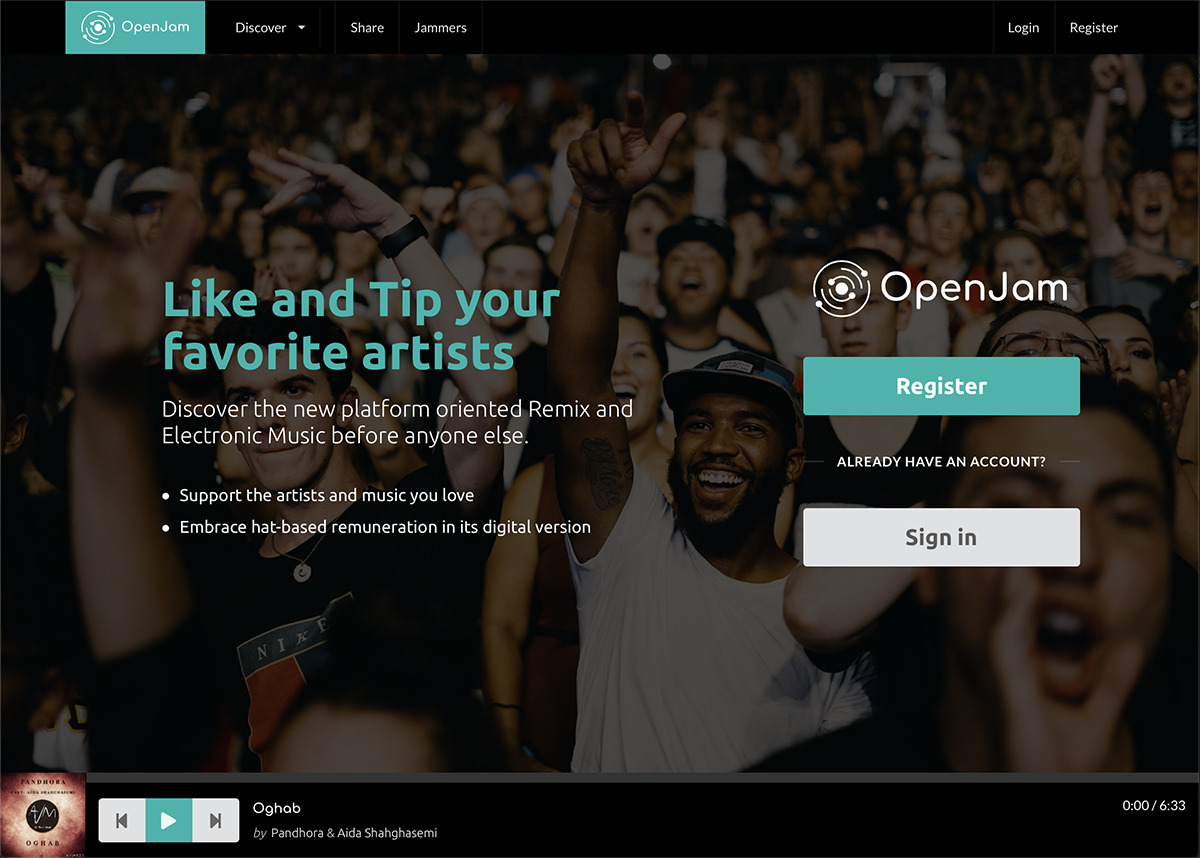 OpenJam
Discover
Share
Jammers
Login
Register
Like and Tip your
favorite artists
Discover the new platform oriented Remix and
Electronic Music before anyone else.
• Support the artists and music you love
• Embrace hat-based remuneration in its digital version
OpenJam
Register
ALREADY HAVE AN ACCOUNT?
Sign in
NIKE
PANDHORA
FEAT. AIDA SHAHGHASEMI
OGHAB
Oghab
by Pandhora & Aida Shahghasemi
0:00 / 6:33